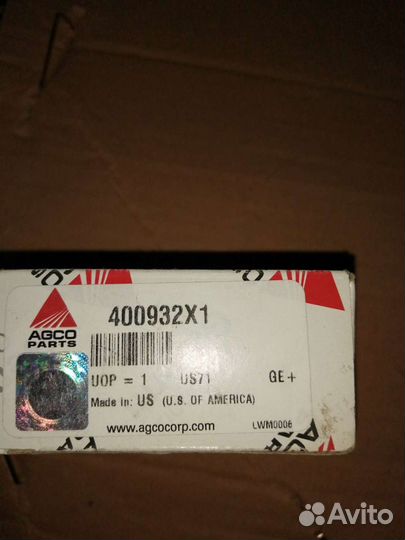 400932X1
AGCO
PARTS
UOP = 1 US71 GE+
Made in: US (U.S. OF AMERICA)
www.agcocorp.com LWM0006
Avito